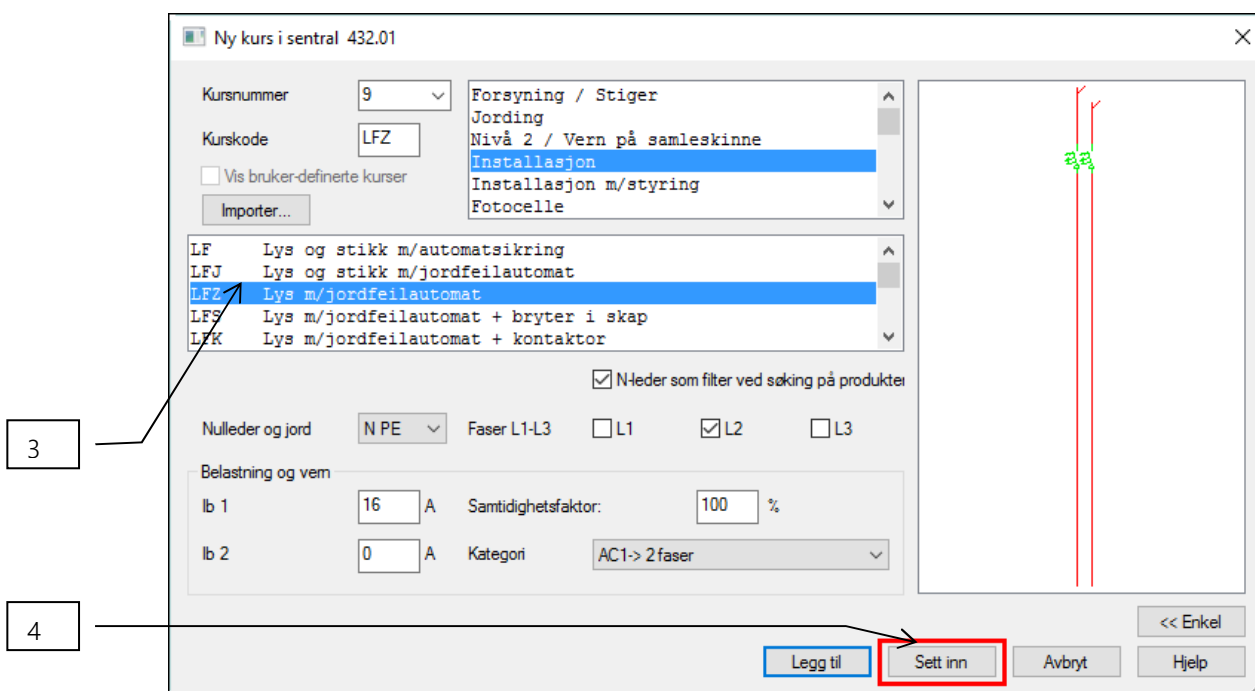 Ny kurs i sentral 432.01
Kursnummer
9
Kurskode
LFZ
Vis bruker-definerte kurser
Importer...
Forsyning / Stiger
Jording
Nivå 2 / Vern på samleskinne
Installasjon
Installasjon m/styring
Fotocelle
LF Lys og stikk m/automatsikring
LFJ Lys og stikk m/jordfeilautomat
LFZ Lys m/jordfeilautomat
LFS Lys m/jordfeilautomat + bryter i skap
LFK Lys m/jordfeilautomat + kontaktor
N-leder som filter ved søking på produkter
3
Nulleder og jord N PE Faser L1-L3 L1 L2 L3
Belastning og vern
Ib 1 16 A Samtidighetsfaktor: 100 %
Ib 2 0 A Kategori AC1-> 2 faser
4
<< Enkel
Legg til Sett inn Avbryt Hjelp